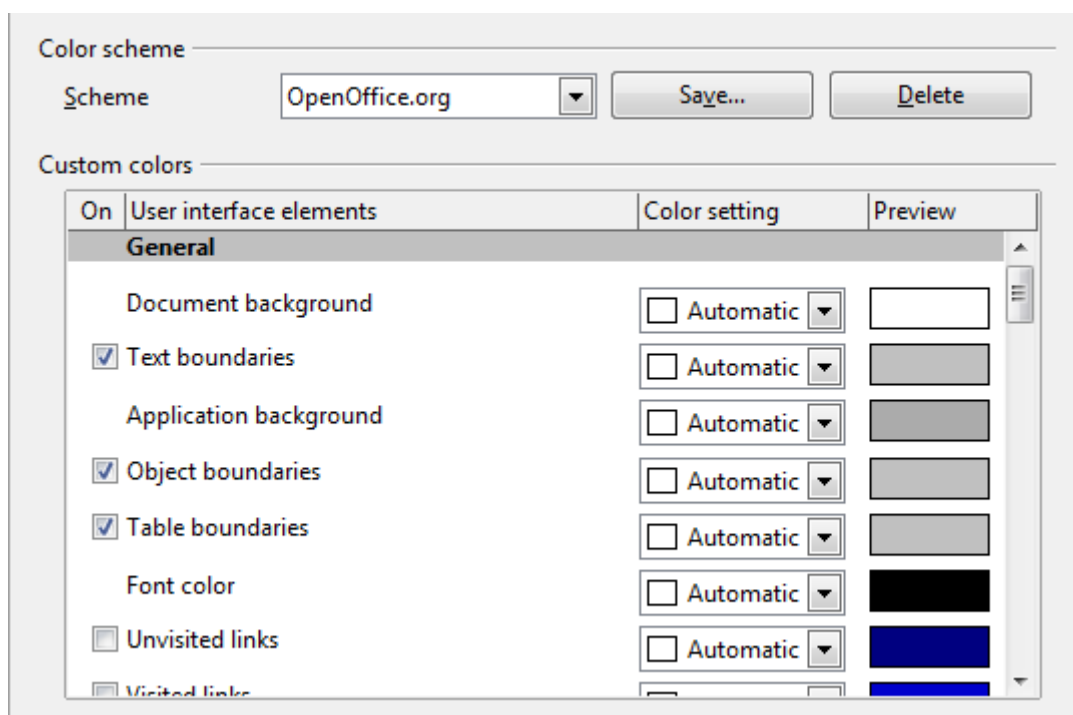 Color scheme
Scheme OpenOffice.org Save... Delete
Custom colors
On User interface elements Color setting Preview
General
Document background Automatic
Text boundaries Automatic
Application background Automatic
Object boundaries Automatic
Table boundaries Automatic
Font color Automatic
Unvisited links Automatic
Visited links